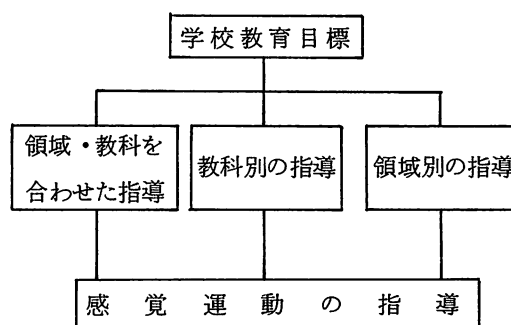 学校教育目標
領域・教科を
合わせた指導
教科別の指導
領域別の指導
感覚運動の指導